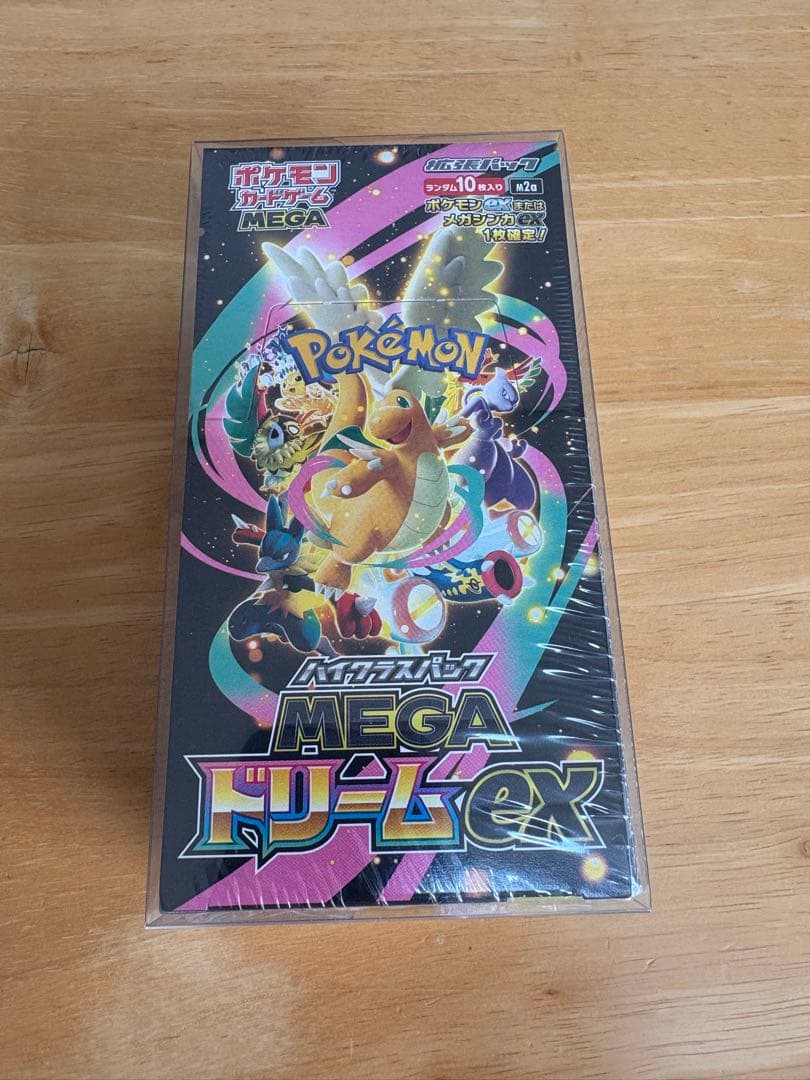 ポケモン
カードゲーム
MEGA
拡張パック
ランダム10枚入り M2a
ポケモンexまたは
メガシンカex
1枚確定!
POKéMON
ハイクラスパック
MEGA
ドリームex